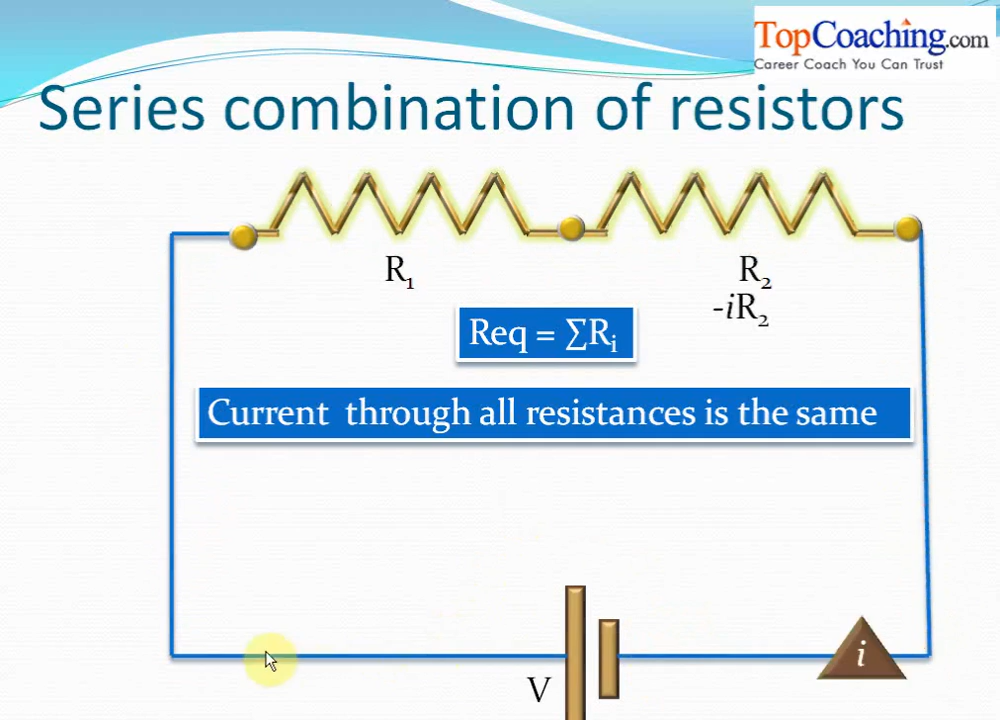 TopCoaching.com
Career Coach You Can Trust
Series combination of resistors
R₁
R₂
-iR₂
Req = ∑Rᵢ
Current through all resistances is the same
i
V